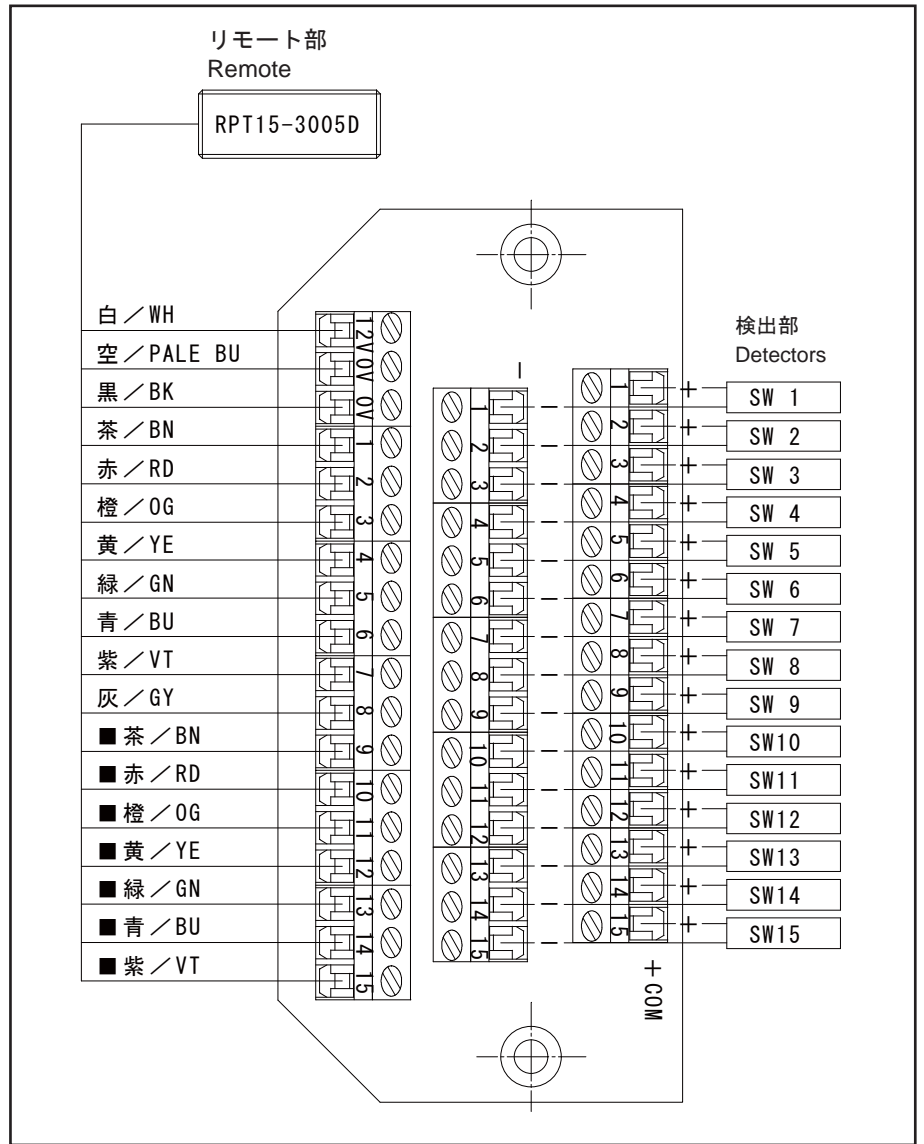 リモート部
Remote
RPT15-3005D
検出部
Detectors
白／WH
空／PALE BU
黒／BK
茶／BN
赤／RD
橙／OG
黄／YE
緑／GN
青／BU
紫／VT
灰／GY
■茶／BN
■赤／RD
■橙／OG
■黄／YE
■緑／GN
■青／BU
■紫／VT
12V
0V
0V
1
2
3
4
5
6
7
8
9
10
11
12
13
14
15
−
1 −
2 −
3 −
4 −
5 −
6 −
7 −
8 −
9 −
10 −
11 −
12 −
13 −
14 −
15 −
1 + SW 1
2 + SW 2
3 + SW 3
4 + SW 4
5 + SW 5
6 + SW 6
7 + SW 7
8 + SW 8
9 + SW 9
10 + SW10
11 + SW11
12 + SW12
13 + SW13
14 + SW14
15 + SW15
+COM